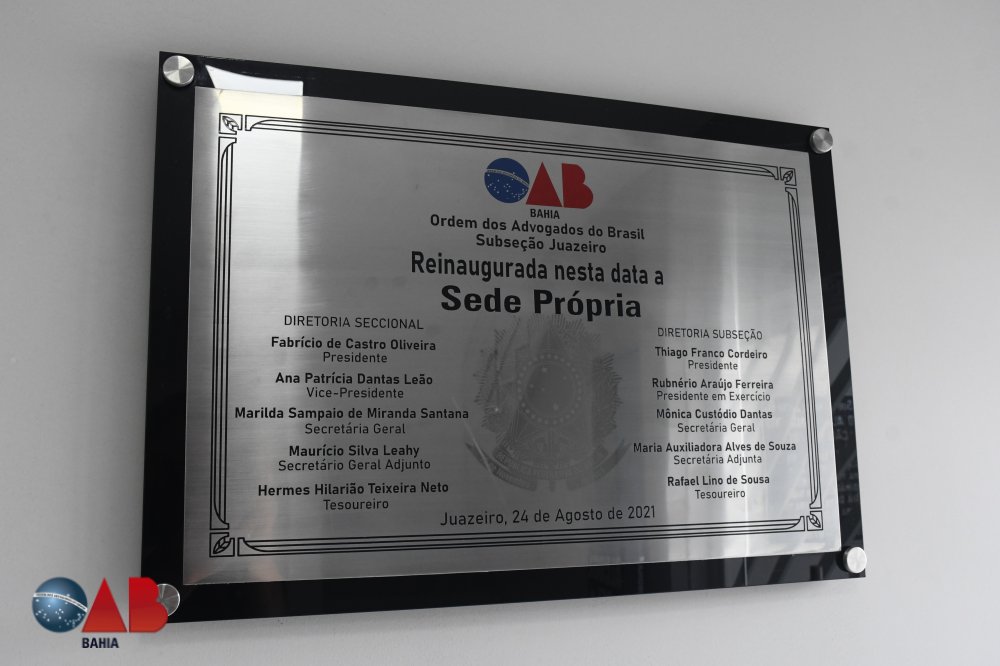 OAB
BAHIA
Ordem dos Advogados do Brasil
Subseção Juazeiro
Reinaugurada nesta data a
Sede Própria
DIRETORIA SECCIONAL
Fabrício de Castro Oliveira
Presidente
Ana Patrícia Dantas Leão
Vice-Presidente
Marilda Sampaio de Miranda Santana
Secretária Geral
Maurício Silva Leahy
Secretário Geral Adjunto
Hermes Hilarião Teixeira Neto
Tesoureiro
DIRETORIA SUBSEÇÃO
Thiago Franco Cordeiro
Presidente
Rubnério Araújo Ferreira
Presidente em Exercício
Mônica Custódio Dantas
Secretária Geral
Maria Auxiliadora Alves de Souza
Secretária Adjunta
Rafael Lino de Sousa
Tesoureiro
Juazeiro, 24 de Agosto de 2021
OAB
BAHIA